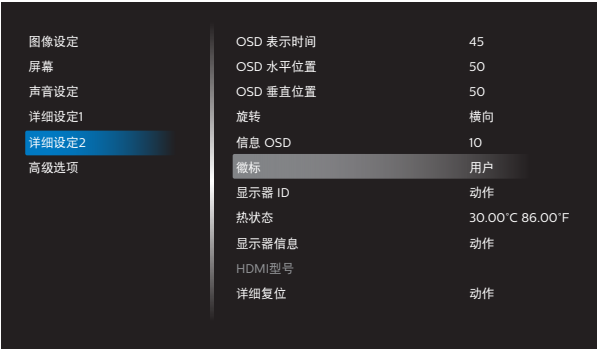 图像设定
屏幕
声音设定
详细设定1
详细设定2
高级选项
OSD 表示时间 45
OSD 水平位置 50
OSD 垂直位置 50
旋转 横向
信息 OSD 10
徽标 用户
显示器 ID 动作
热状态 30.00°C 86.00°F
显示器信息 动作
HDMI型号
详细复位 动作